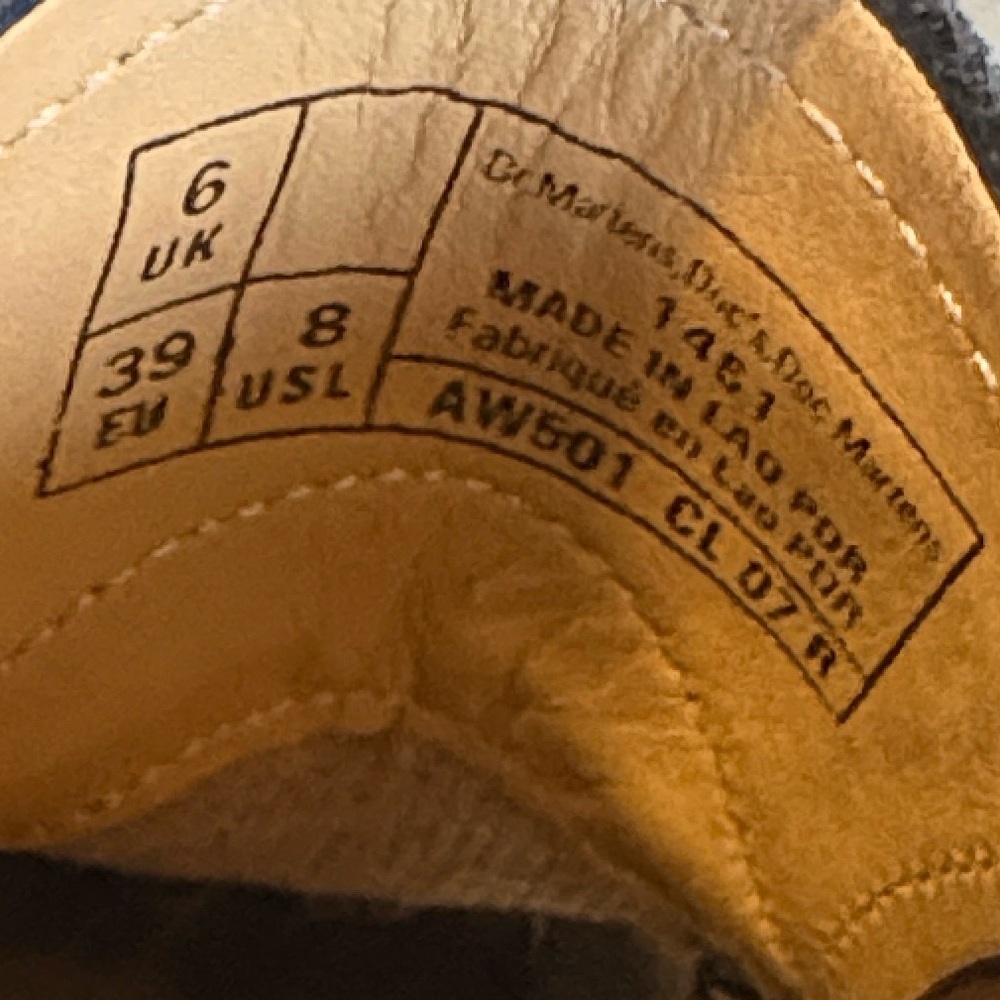 6
UK
39
EU
8
USL
Dr.Martens,Doc's,Doc Martens
1461
MADE IN LAO PDR
Fabriqué en Lao PDR
AW501 CL 07 R